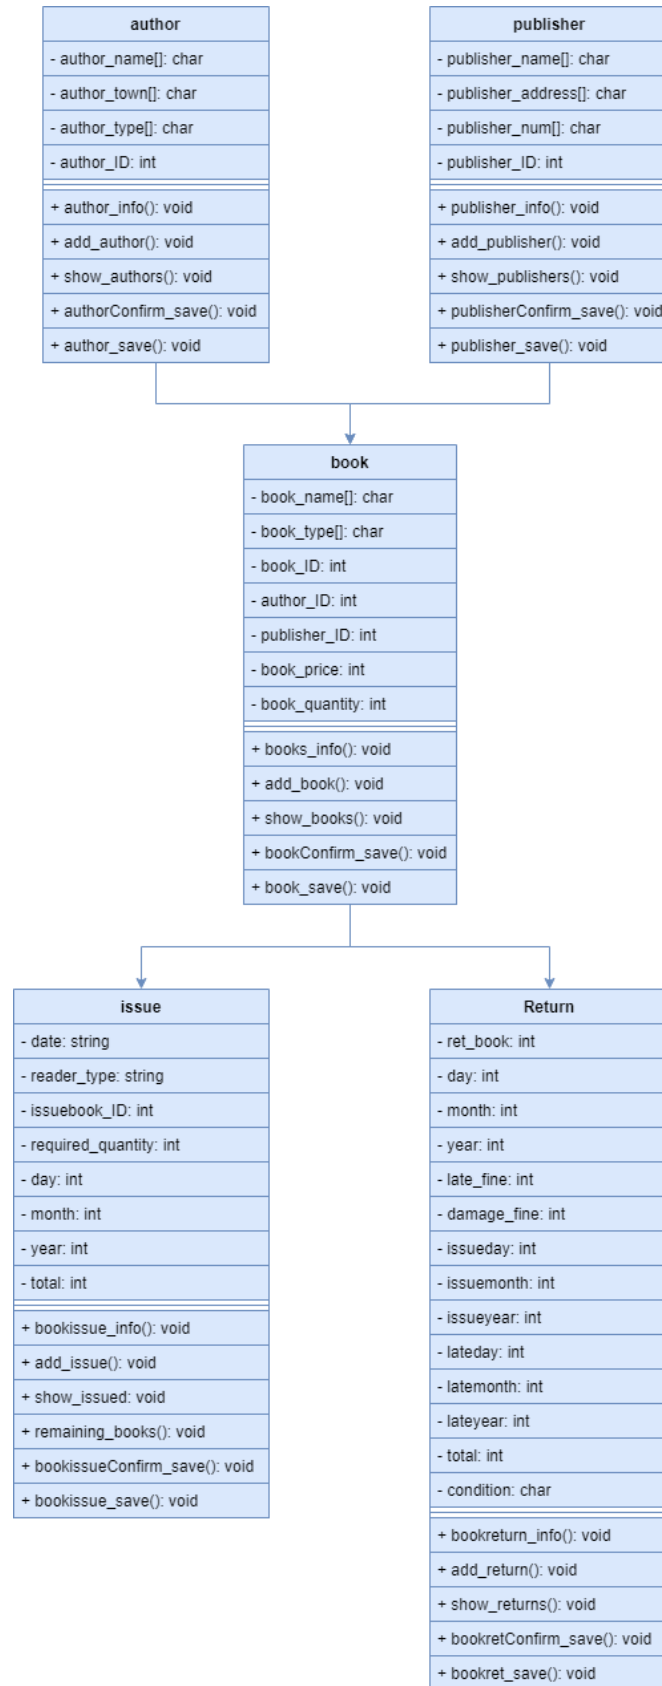 author
- author_name[]: char
- author_town[]: char
- author_type[]: char
- author_ID: int
+ author_info(): void
+ add_author(): void
+ show_authors(): void
+ authorConfirm_save(): void
+ author_save(): void
publisher
- publisher_name[]: char
- publisher_address[]: char
- publisher_num[]: char
- publisher_ID: int
+ publisher_info(): void
+ add_publisher(): void
+ show_publishers(): void
+ publisherConfirm_save(): void
+ publisher_save(): void
book
- book_name[]: char
- book_type[]: char
- book_ID: int
- author_ID: int
- publisher_ID: int
- book_price: int
- book_quantity: int
+ books_info(): void
+ add_book(): void
+ show_books(): void
+ bookConfirm_save(): void
+ book_save(): void
issue
- date: string
- reader_type: string
- issuebook_ID: int
- required_quantity: int
- day: int
- month: int
- year: int
- total: int
+ bookissue_info(): void
+ add_issue(): void
+ show_issued: void
+ remaining_books(): void
+ bookissueConfirm_save(): void
+ bookissue_save(): void
Return
- ret_book: int
- day: int
- month: int
- year: int
- late_fine: int
- damage_fine: int
- issueday: int
- issuemonth: int
- issueyear: int
- lateday: int
- latemonth: int
- lateyear: int
- total: int
- condition: char
+ bookreturn_info(): void
+ add_return(): void
+ show_returns(): void
+ bookretConfirm_save(): void
+ bookret_save(): void